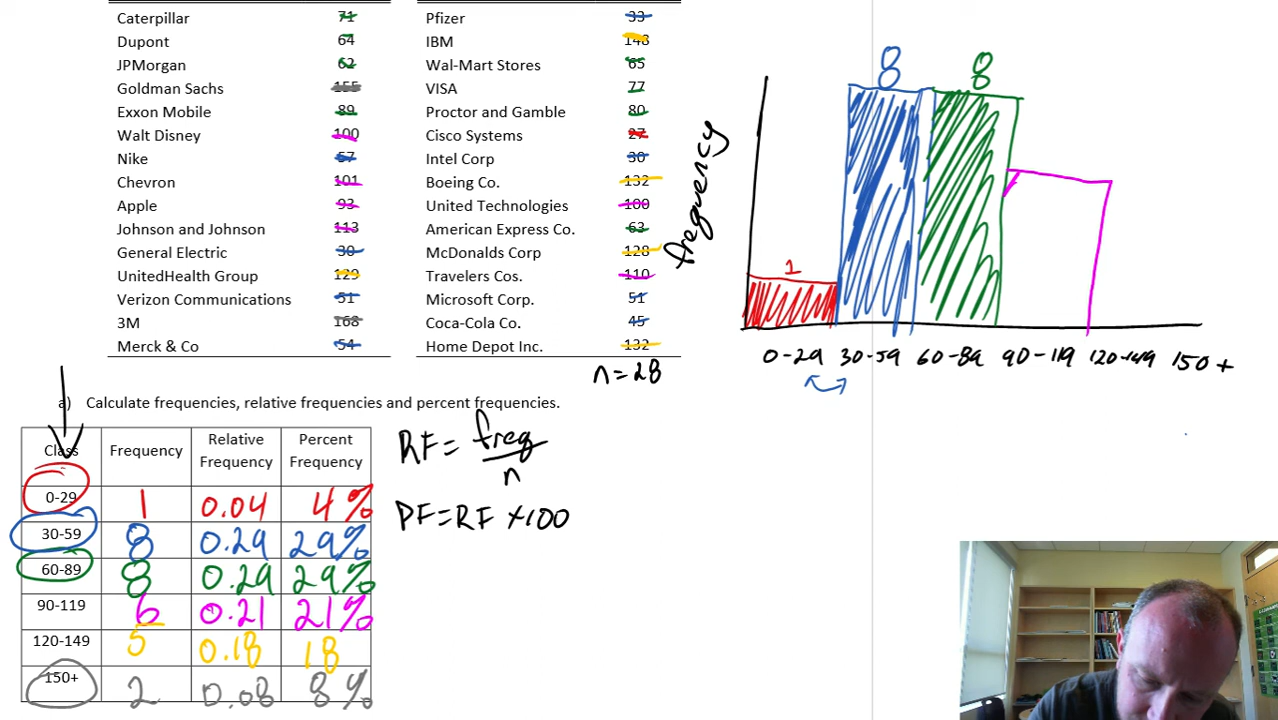 Caterpillar 71
Dupont 64
JPMorgan 62
Goldman Sachs 155
Exxon Mobile 89
Walt Disney 100
Nike 57
Chevron 101
Apple 93
Johnson and Johnson 113
General Electric 30
UnitedHealth Group 129
Verizon Communications 51
3M 168
Merck & Co 54
Pfizer 33
IBM 148
Wal-Mart Stores 65
VISA 77
Proctor and Gamble 80
Cisco Systems 27
Intel Corp 30
Boeing Co. 132
United Technologies 100
American Express Co. 63
McDonalds Corp 128
Travelers Cos. 110
Microsoft Corp. 51
Coca-Cola Co. 45
Home Depot Inc. 132
n=28
a) Calculate frequencies, relative frequencies and percent frequencies.
Class Frequency Relative Frequency Percent Frequency
0-29 1 0.04 4%
30-59 8 0.29 29%
60-89 8 0.29 29%
90-119 6 0.21 21%
120-149 5 0.18 18
150+ 2 0.08 8%
RF = freq
n
PF=RF ×100
frequency
8 8
1
0-29 30-59 60-89 90-119 120-149 150+